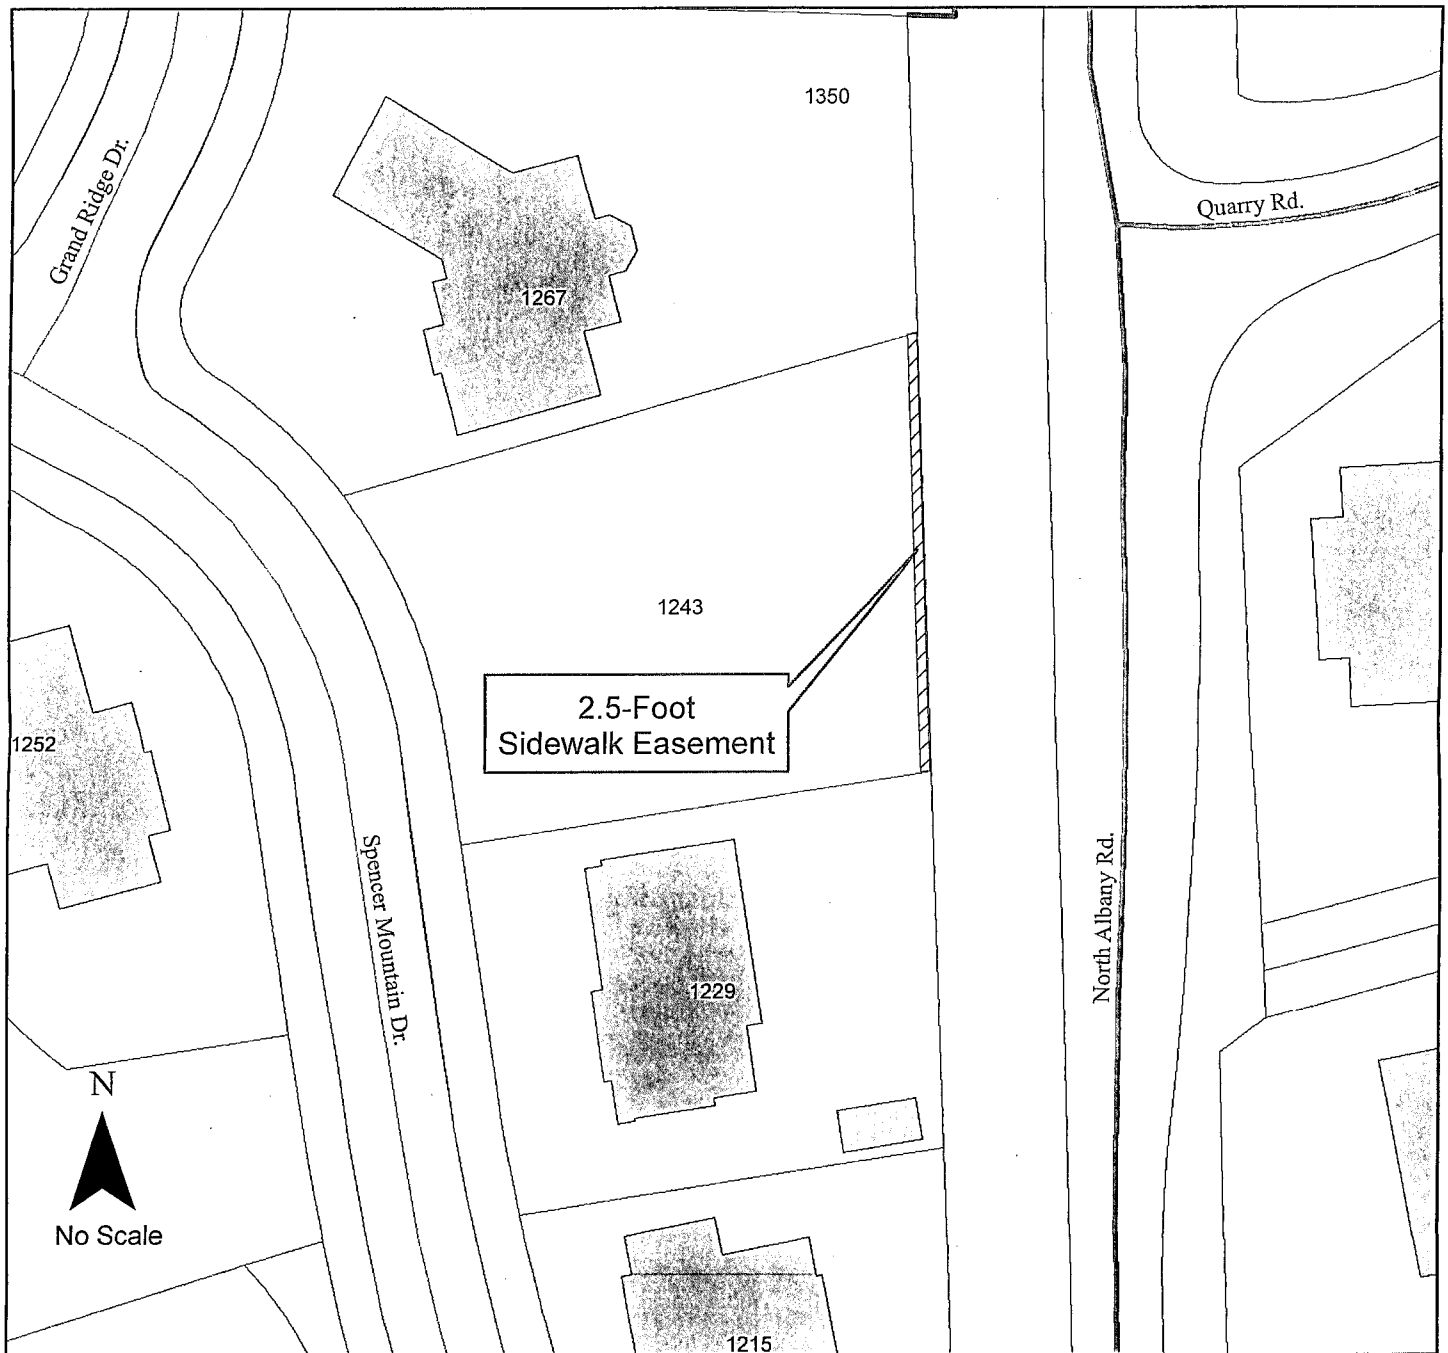 1350
Grand Ridge Dr.
Quarry Rd.
1267
1243
2.5-Foot
Sidewalk Easement
1252
Spencer Mountain Dr.
North Albany Rd.
1229
N
No Scale
1215